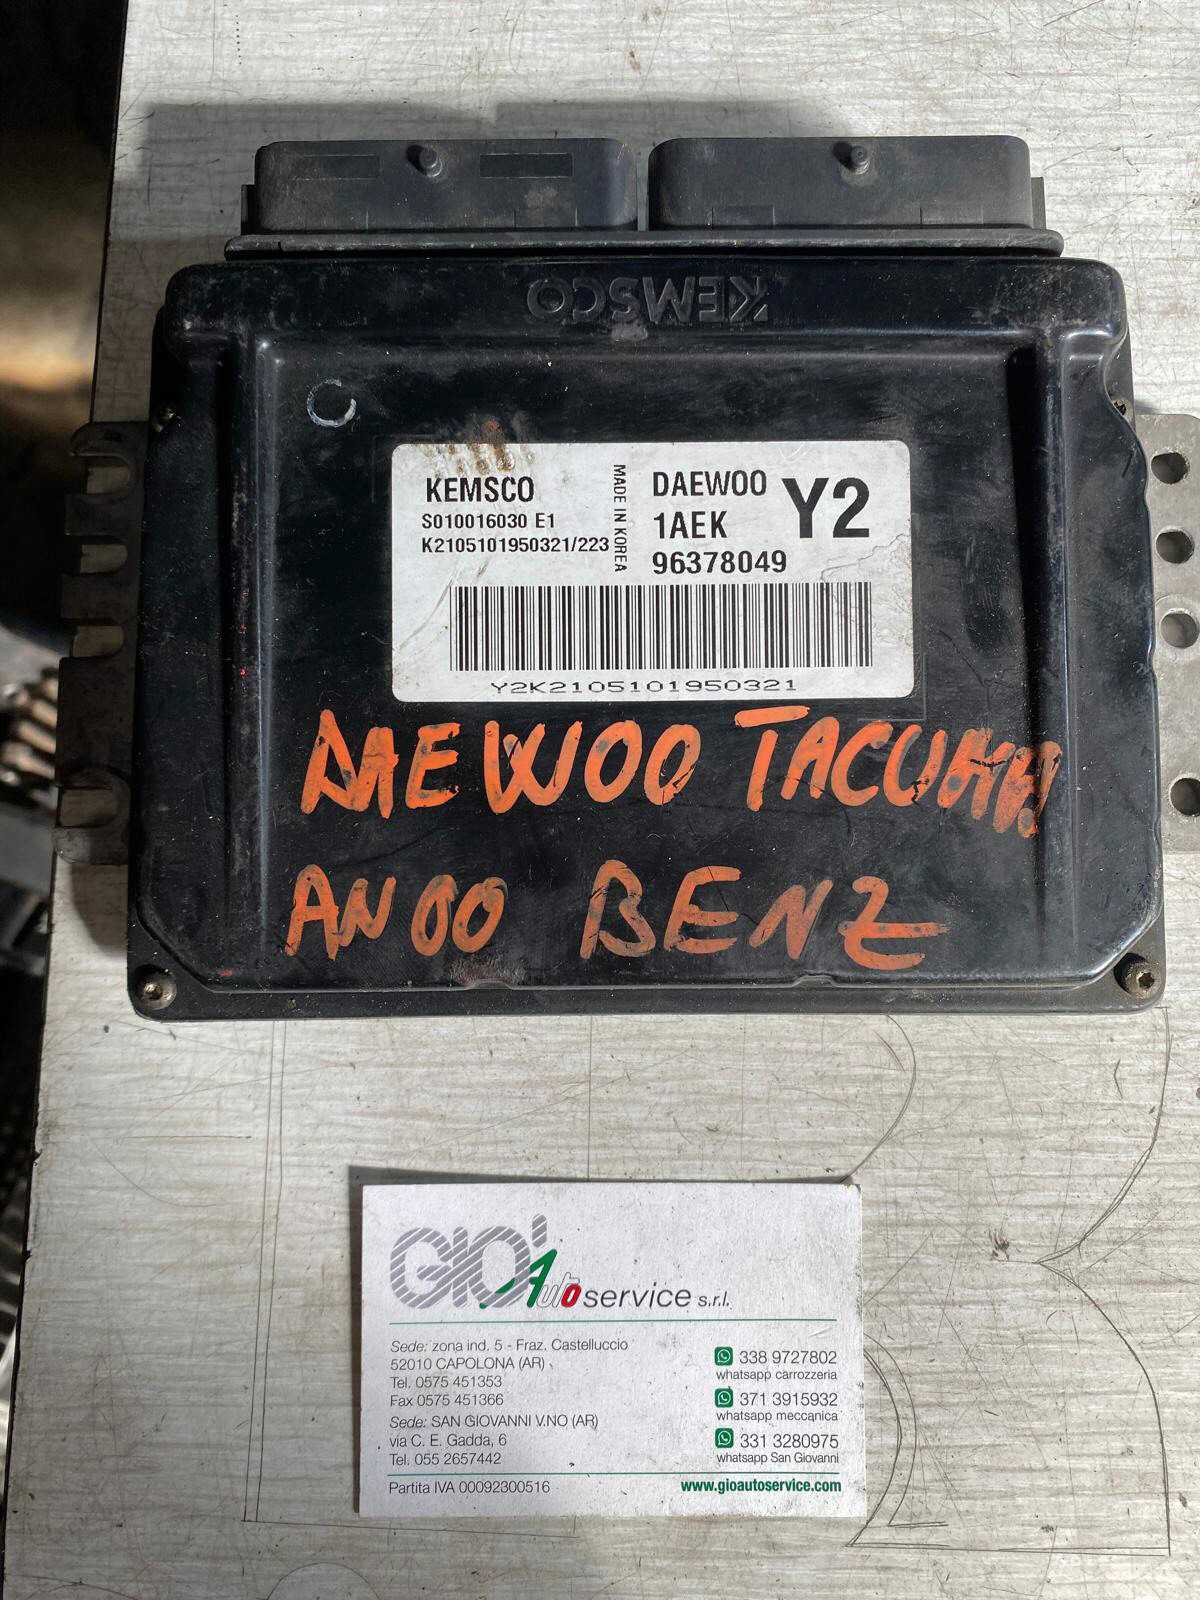 KEMSCO
KEMSCO
S010016030 E1
K2105101950321/223
MADE IN KOREA
DAEWOO
1AEK
96378049
Y2
Y2K2105101950321
DAEWOO TACUMA
AN 00 BENZ
GIO' Autoservice s.r.l.
Sede: zona ind. 5 - Fraz. Castelluccio
52010 CAPOLONA (AR)
Tel. 0575 451353
Fax 0575 451366
Sede: SAN GIOVANNI V.NO (AR)
via C. E. Gadda, 6
Tel. 055 2657442
338 9727802
whatsapp carrozzeria
371 3915932
whatsapp meccanica
331 3280975
whatsapp San Giovanni
Partita IVA 00092300516
www.gioautoservice.com